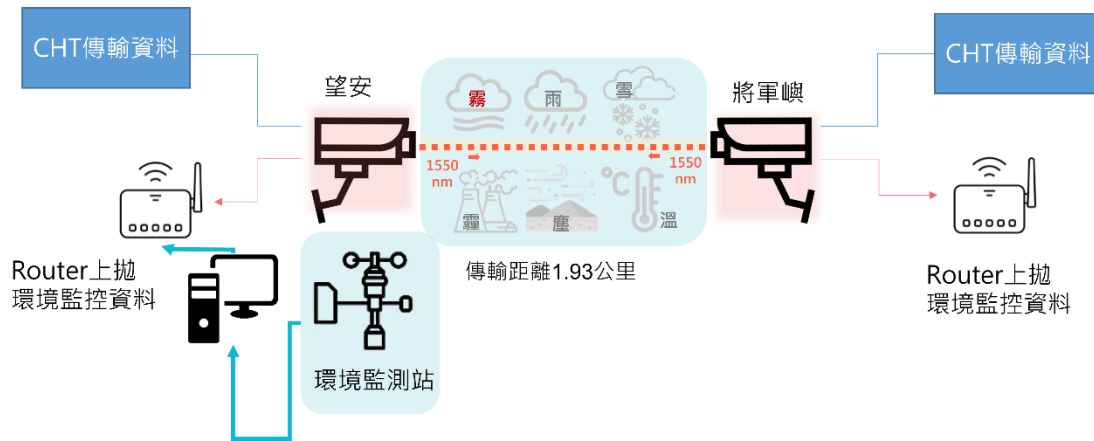 CHT傳輸資料
CHT傳輸資料
望安
將軍嶼
霧
雨
雪
1550
nm
1550
nm
霾
塵
°C
溫
傳輸距離1.93公里
Router上拋
環境監控資料
環境監測站
Router上拋
環境監控資料